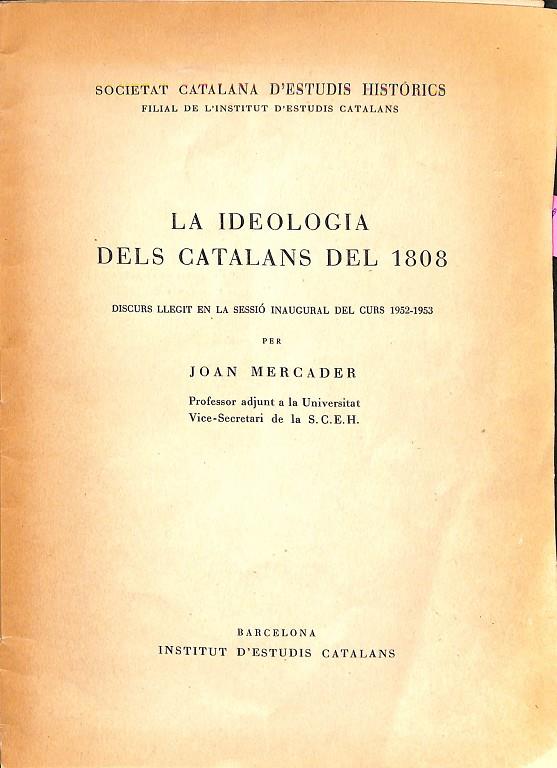 SOCIETAT CATALANA D'ESTUDIS HISTÓRICS
FILIAL DE L'INSTITUT D'ESTUDIS CATALANS
LA IDEOLOGIA
DELS CATALANS DEL 1808
DISCURS LLEGIT EN LA SESSIÓ INAUGURAL DEL CURS 1952-1953
PER
JOAN MERCADER
Professor adjunt a la Universitat
Vice-Secretari de la S.C.E.H.
BARCELONA
INSTITUT D'ESTUDIS CATALANS